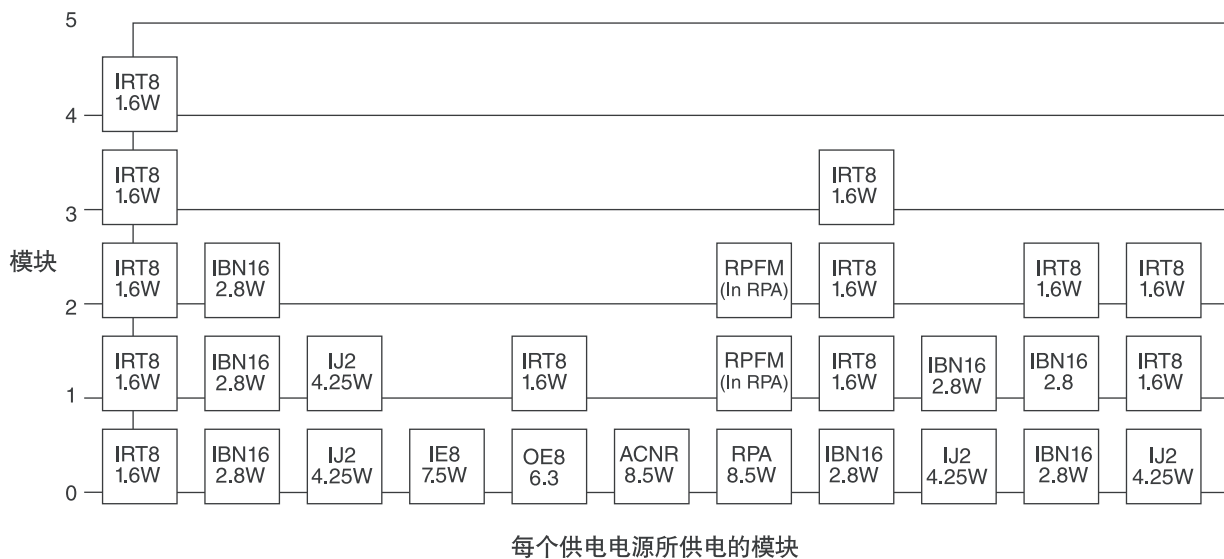 5
IRT8
1.6W
4
IRT8
1.6W
IRT8
1.6W
3
模块
IRT8
1.6W
IBN16
2.8W
RPFM
(In RPA)
IRT8
1.6W
IRT8
1.6W
IRT8
1.6W
2
IRT8
1.6W
IBN16
2.8W
IJ2
4.25W
IRT8
1.6W
RPFM
(In RPA)
IRT8
1.6W
IBN16
2.8W
IBN16
2.8
IRT8
1.6W
1
IRT8
1.6W
IBN16
2.8W
IJ2
4.25W
IE8
7.5W
OE8
6.3
ACNR
8.5W
RPA
8.5W
IBN16
2.8W
IJ2
4.25W
IBN16
2.8W
IJ2
4.25W
0
每个供电电源所供电的模块